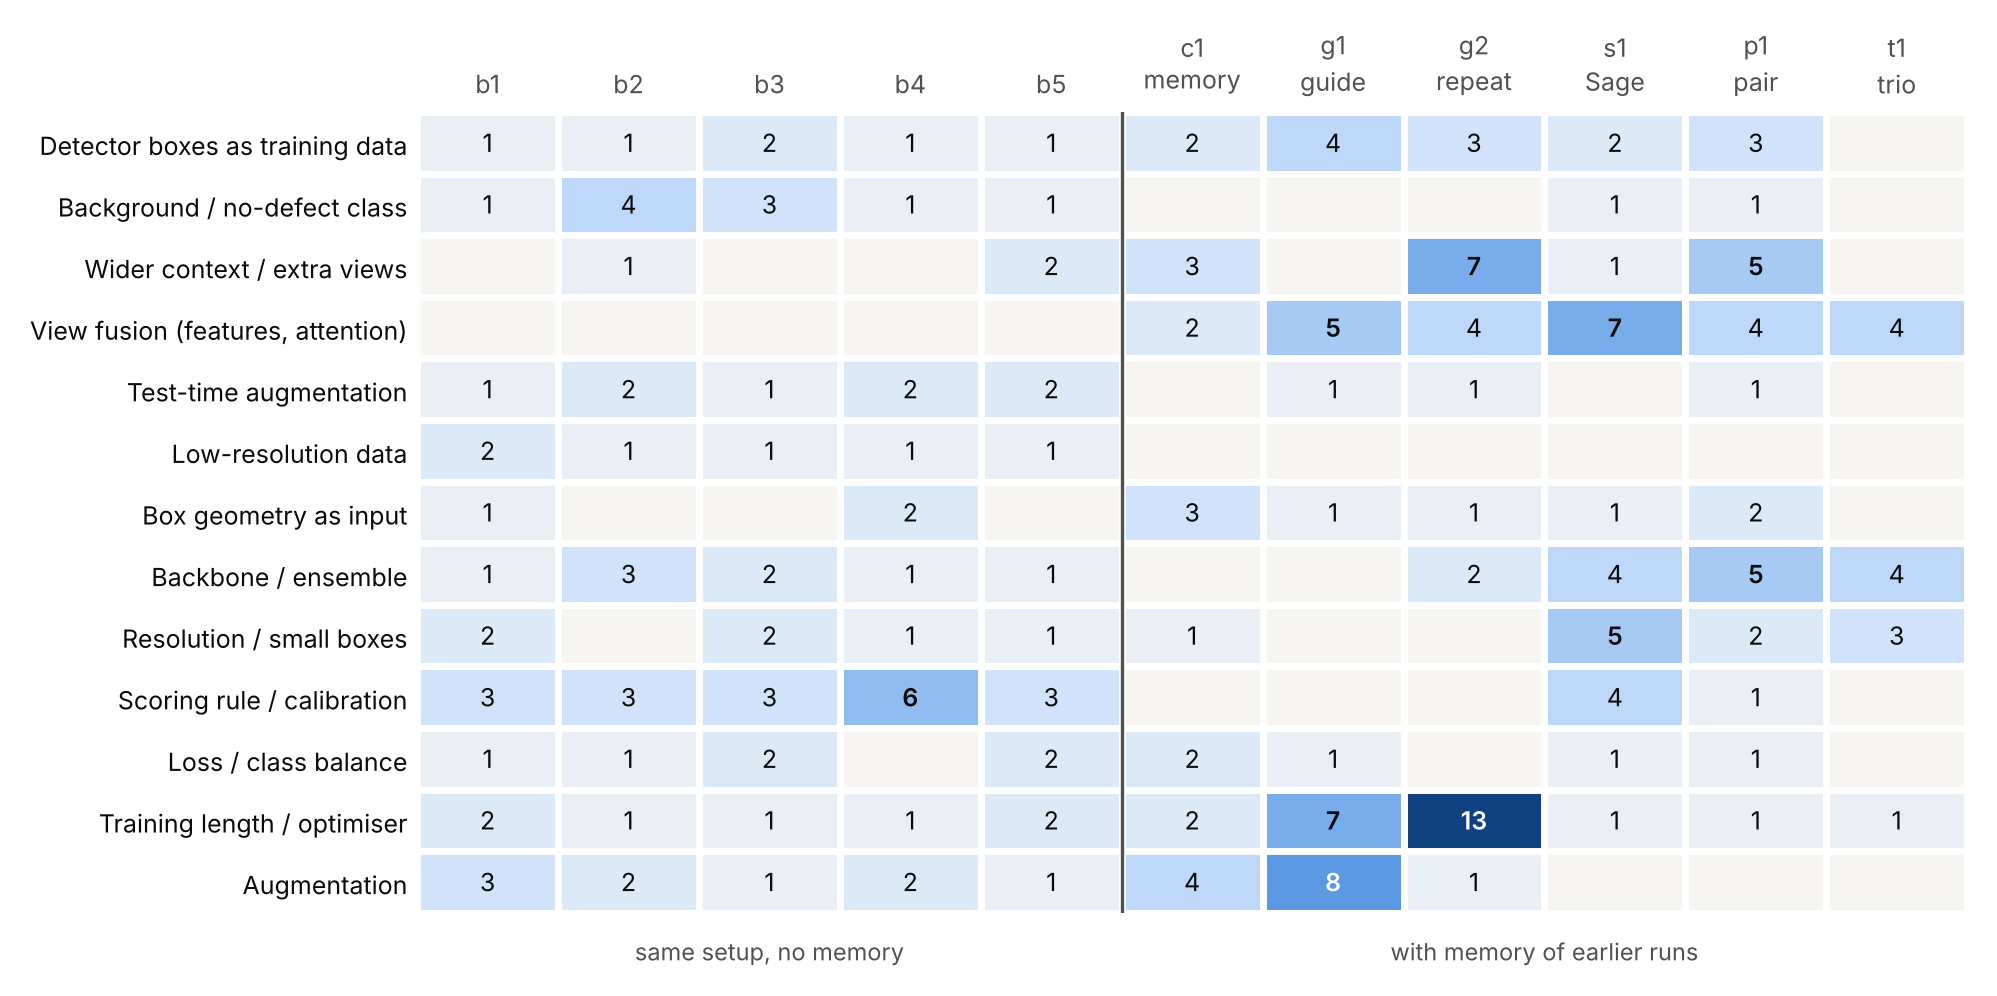 c1 g1 g2 s1 p1 t1
b1 b2 b3 b4 b5 memory guide repeat Sage pair trio
Detector boxes as training data 1 1 2 1 1 2 4 3 2 3
Background / no-defect class 1 4 3 1 1 1 1
Wider context / extra views 1 2 3 7 1 5
View fusion (features, attention) 2 5 4 7 4 4
Test-time augmentation 1 2 1 2 2 1 1 1
Low-resolution data 2 1 1 1 1
Box geometry as input 1 2 3 1 1 1 2
Backbone / ensemble 1 3 2 1 1 2 4 5 4
Resolution / small boxes 2 2 1 1 1 5 2 3
Scoring rule / calibration 3 3 3 6 3 4 1
Loss / class balance 1 1 2 2 2 1 1 1
Training length / optimiser 2 1 1 1 2 2 7 13 1 1 1
Augmentation 3 2 1 2 1 4 8 1
same setup, no memory with memory of earlier runs